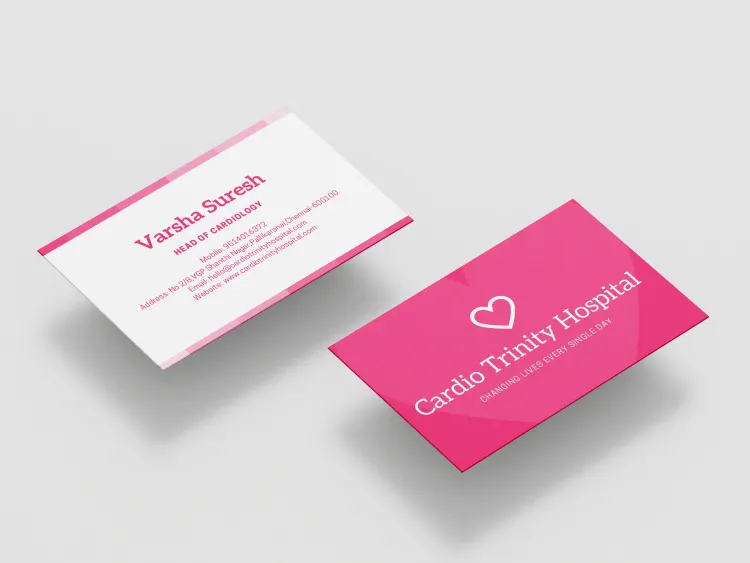 Varsha Suresh
HEAD OF CARDIOLOGY
Mobile: 9614016372
Address: No 2/8,VGP Shanthi Nagar,Pallikaranai,Chennai-600100.
Email: hello@cardiotrinityhospital.com
Website: www.cardiotrinityhospital.com
Cardio Trinity Hospital
CHANGING LIVES EVERY SINGLE DAY